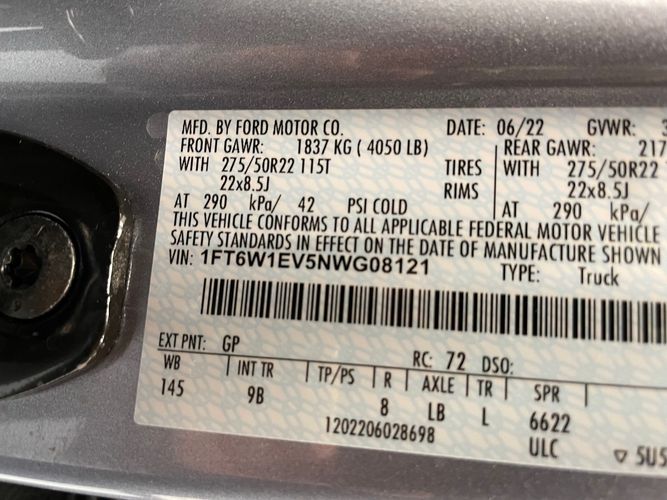 MFD. BY FORD MOTOR CO. DATE: 06/22 GVWR: 3
FRONT GAWR: 1837 KG ( 4050 LB) REAR GAWR: 217
WITH 275/50R22 115T TIRES WITH 275/50R22 1
22x8.5J RIMS 22x8.5J
AT 290 kPa/ 42 PSI COLD AT 290 kPa/
THIS VEHICLE CONFORMS TO ALL APPLICABLE FEDERAL MOTOR VEHICLE
SAFETY STANDARDS IN EFFECT ON THE DATE OF MANUFACTURE SHOWN
VIN: 1FT6W1EV5NWG08121
TYPE: Truck
EXT PNT: GP RC: 72 DSO:
WB INT TR TP/PS R AXLE TR SPR
145 9B 8 LB L 6622
1202206028698 ULC ▽ 5U5